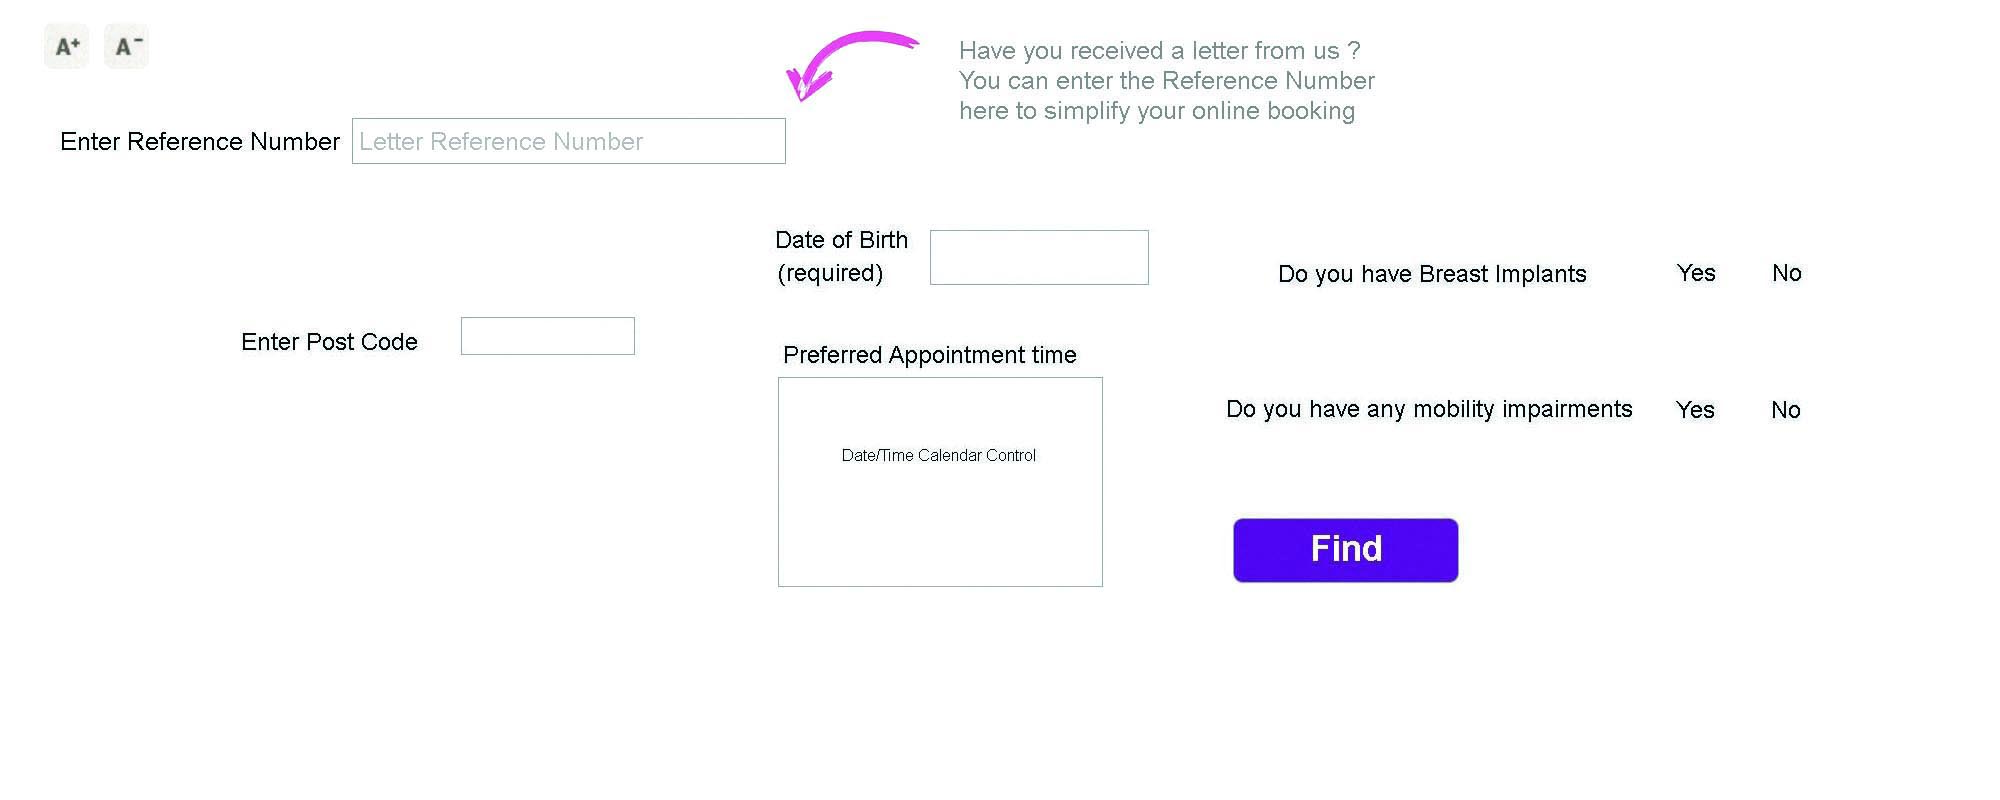 A+ A-
Have you received a letter from us ?
You can enter the Reference Number
here to simplify your online booking
Enter Reference Number Letter Reference Number
Date of Birth
(required)
Do you have Breast Implants Yes No
Enter Post Code
Preferred Appointment time
Do you have any mobility impairments Yes No
Date/Time Calendar Control
Find